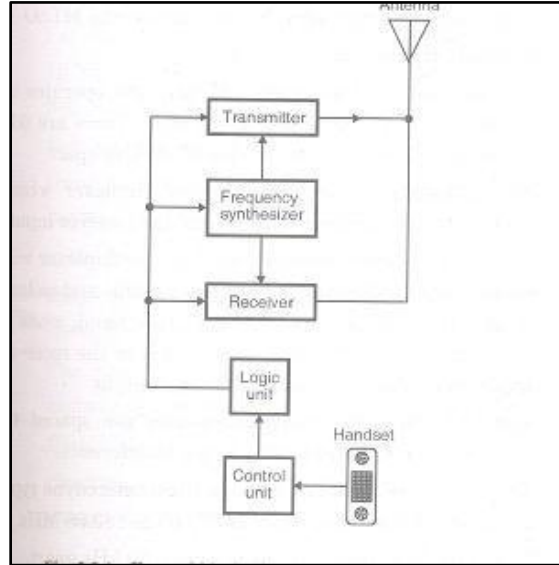 Antenna
Transmitter
Frequency
synthesizer
Receiver
Logic
unit
Handset
Control
unit